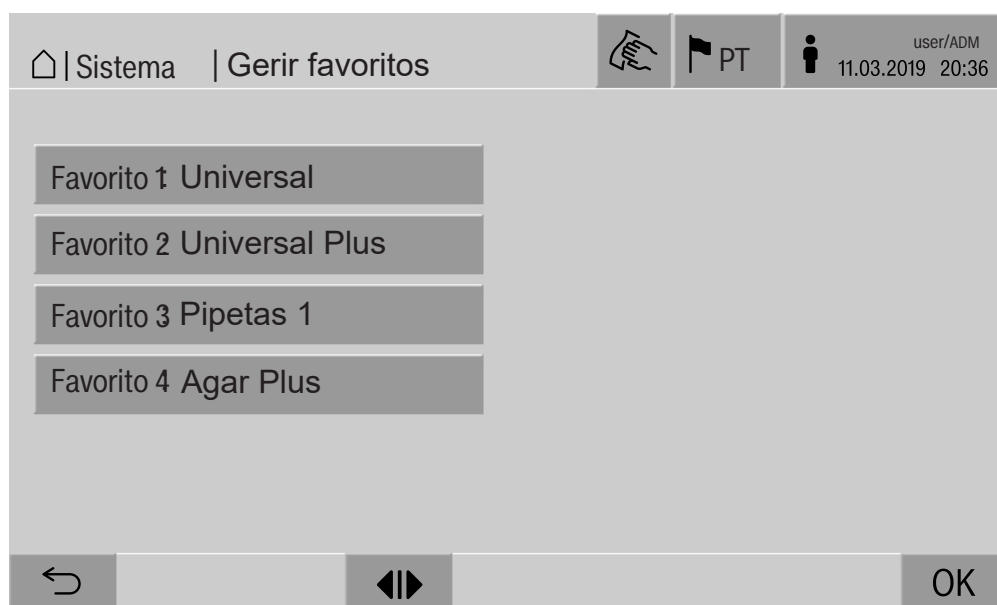 | Sistema | Gerir favoritos
PT
user/ADM
11.03.2019 20:36
Favorito 1: Universal
Favorito 2 Universal Plus
Favorito 3 Pipetas 1
Favorito 4 Agar Plus
OK